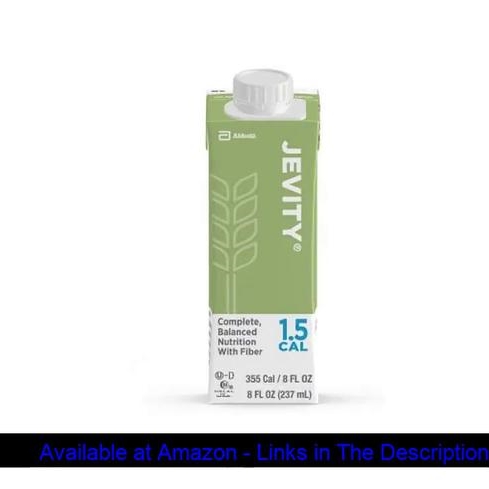 Abbott
JEVITY®
Complete,
Balanced
Nutrition
With Fiber
1.5
CAL
355 Cal / 8 FL OZ
8 FL OZ (237 mL)
Available at Amazon - Links in The Description